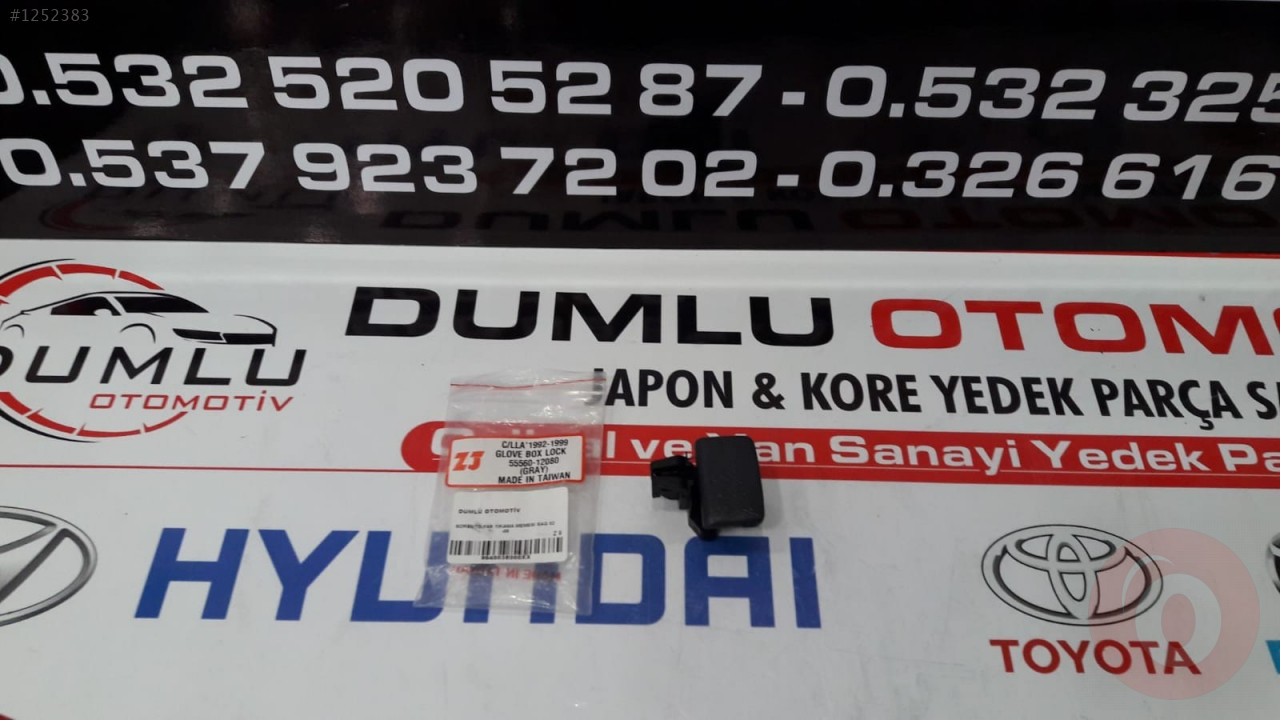 #1252383
0.532 520 52 87 - 0.532 325
0.537 923 72 02 - 0.326 616
DUMLU OTOMO
DUMLU
OTOMOTİV
JAPON & KORE YEDEK PARÇA S
ve Van Sanayi Yedek Pa
C/LLA'1992-1999
GLOVE BOX LOCK
55560-12080
(GRAY)
MADE IN TAIWAN
DUMLU OTOMOTİV
HYUNDAI
TOYOTA